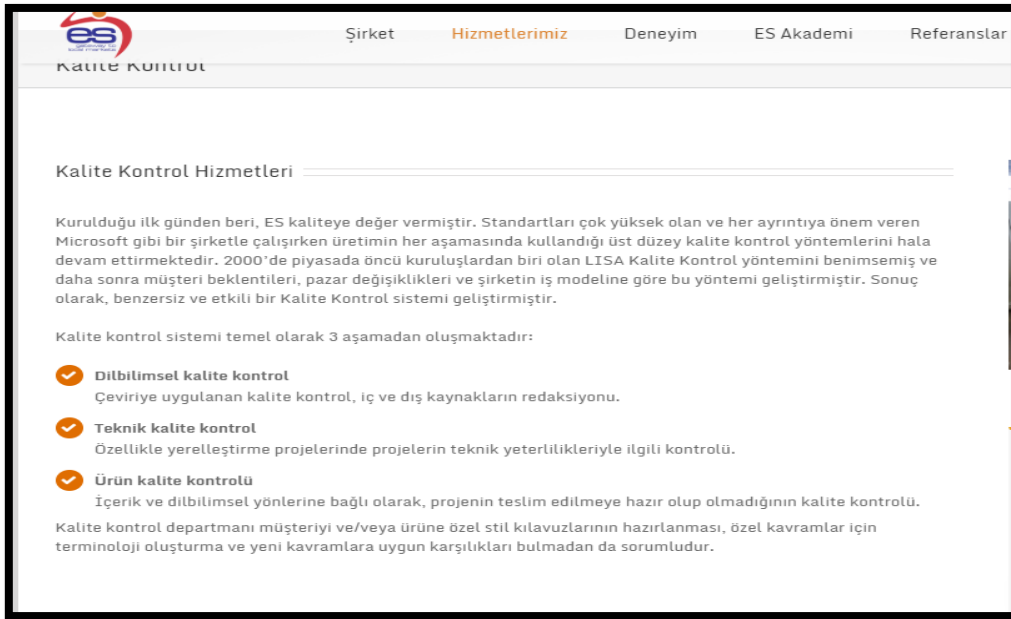 es
gateway to
local markets
Şirket
Hizmetlerimiz
Deneyim
ES Akademi
Referanslar
Kalite Kontrol
Kalite Kontrol Hizmetleri
Kurulduğu ilk günden beri, ES kaliteye değer vermiştir. Standartları çok yüksek olan ve her ayrıntıya önem veren
Microsoft gibi bir şirketle çalışırken üretimin her aşamasında kullandığı üst düzey kalite kontrol yöntemlerini hala
devam ettirmektedir. 2000’de piyasada öncü kuruluşlardan biri olan LISA Kalite Kontrol yöntemini benimsemiş ve
daha sonra müşteri beklentileri, pazar değişiklikleri ve şirketin iş modeline göre bu yöntemi geliştirmiştir. Sonuç
olarak, benzersiz ve etkili bir Kalite Kontrol sistemi geliştirmiştir.
Kalite kontrol sistemi temel olarak 3 aşamadan oluşmaktadır:
Dilbilimsel kalite kontrol
Çeviriye uygulanan kalite kontrol, iç ve dış kaynakların redaksiyonu.
Teknik kalite kontrol
Özellikle yerelleştirme projelerinde projelerin teknik yeterlilikleriyle ilgili kontrolü.
Ürün kalite kontrolü
İçerik ve dilbilimsel yönlerine bağlı olarak, projenin teslim edilmeye hazır olup olmadığının kalite kontrolü.
Kalite kontrol departmanı müşteriyi ve/veya ürüne özel stil kılavuzlarının hazırlanması, özel kavramlar için
terminoloji oluşturma ve yeni kavramlara uygun karşılıkları bulmadan da sorumludur.